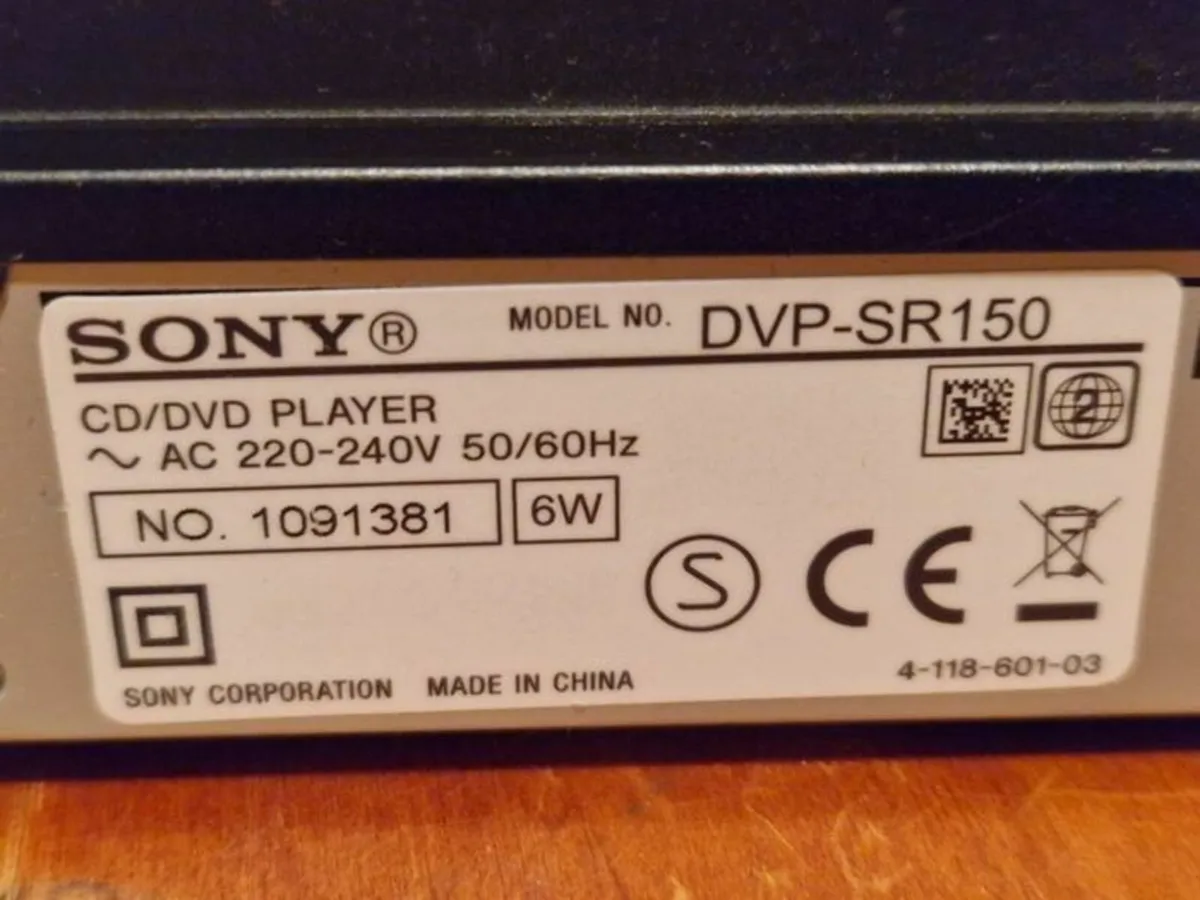 SONY® MODEL NO. DVP-SR150
CD/DVD PLAYER
~ AC 220-240V 50/60Hz
NO. 1091381 6W
2
S CE
SONY CORPORATION MADE IN CHINA
4-118-601-03